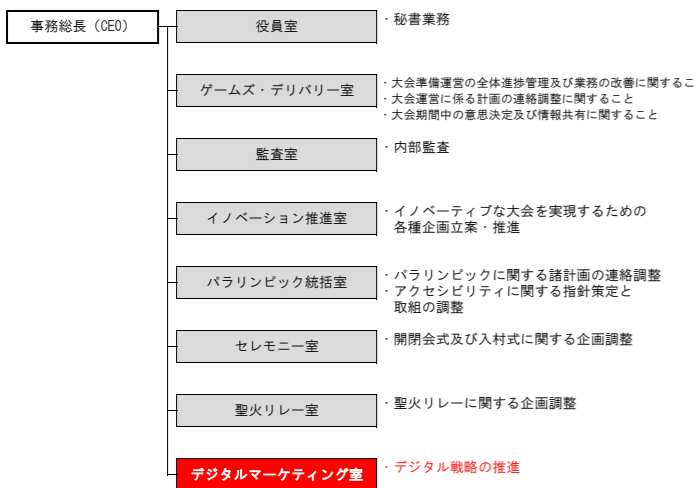 事務総長(CEO)
役員室
・秘書業務
ゲームズ・デリバリー室
・大会準備運営の全体進捗管理及び業務の改善に関するこ
・大会運営に係る計画の連絡調整に関すること
・大会期間中の意思決定及び情報共有に関すること
監査室
・内部監査
イノベーション推進室
・イノベーティブな大会を実現するための
各種企画立案・推進
パラリンピック統括室
・パラリンピックに関する諸計画の連絡調整
・アクセシビリティに関する指針策定と
取組の調整
セレモニー室
・開閉会式及び入村式に関する企画調整
聖火リレー室
・聖火リレーに関する企画調整
デジタルマーケティング室
・デジタル戦略の推進